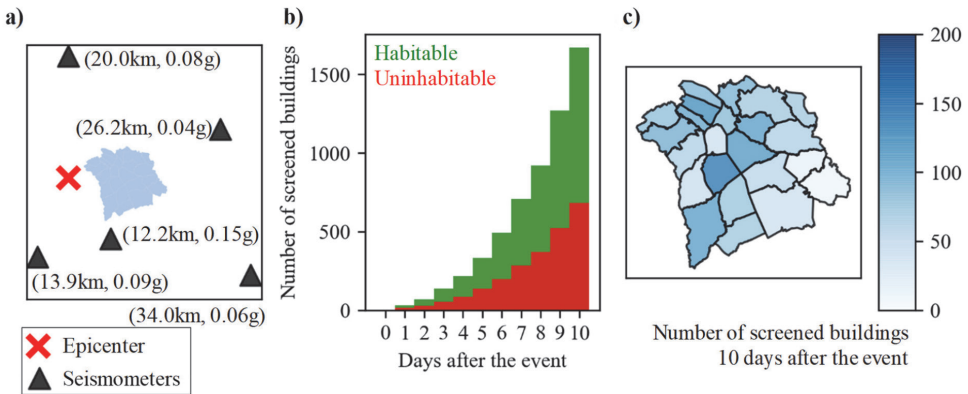 a)
(20.0km, 0.08g)
(26.2km, 0.04g)
(12.2km, 0.15g)
(13.9km, 0.09g)
(34.0km, 0.06g)
Epicenter
Seismometers
b)
Number of screened buildings
1500
1000
500
0
Habitable
Uninhabitable
0 1 2 3 4 5 6 7 8 9 10
Days after the event
c)
200
150
100
50
0
Number of screened buildings
10 days after the event